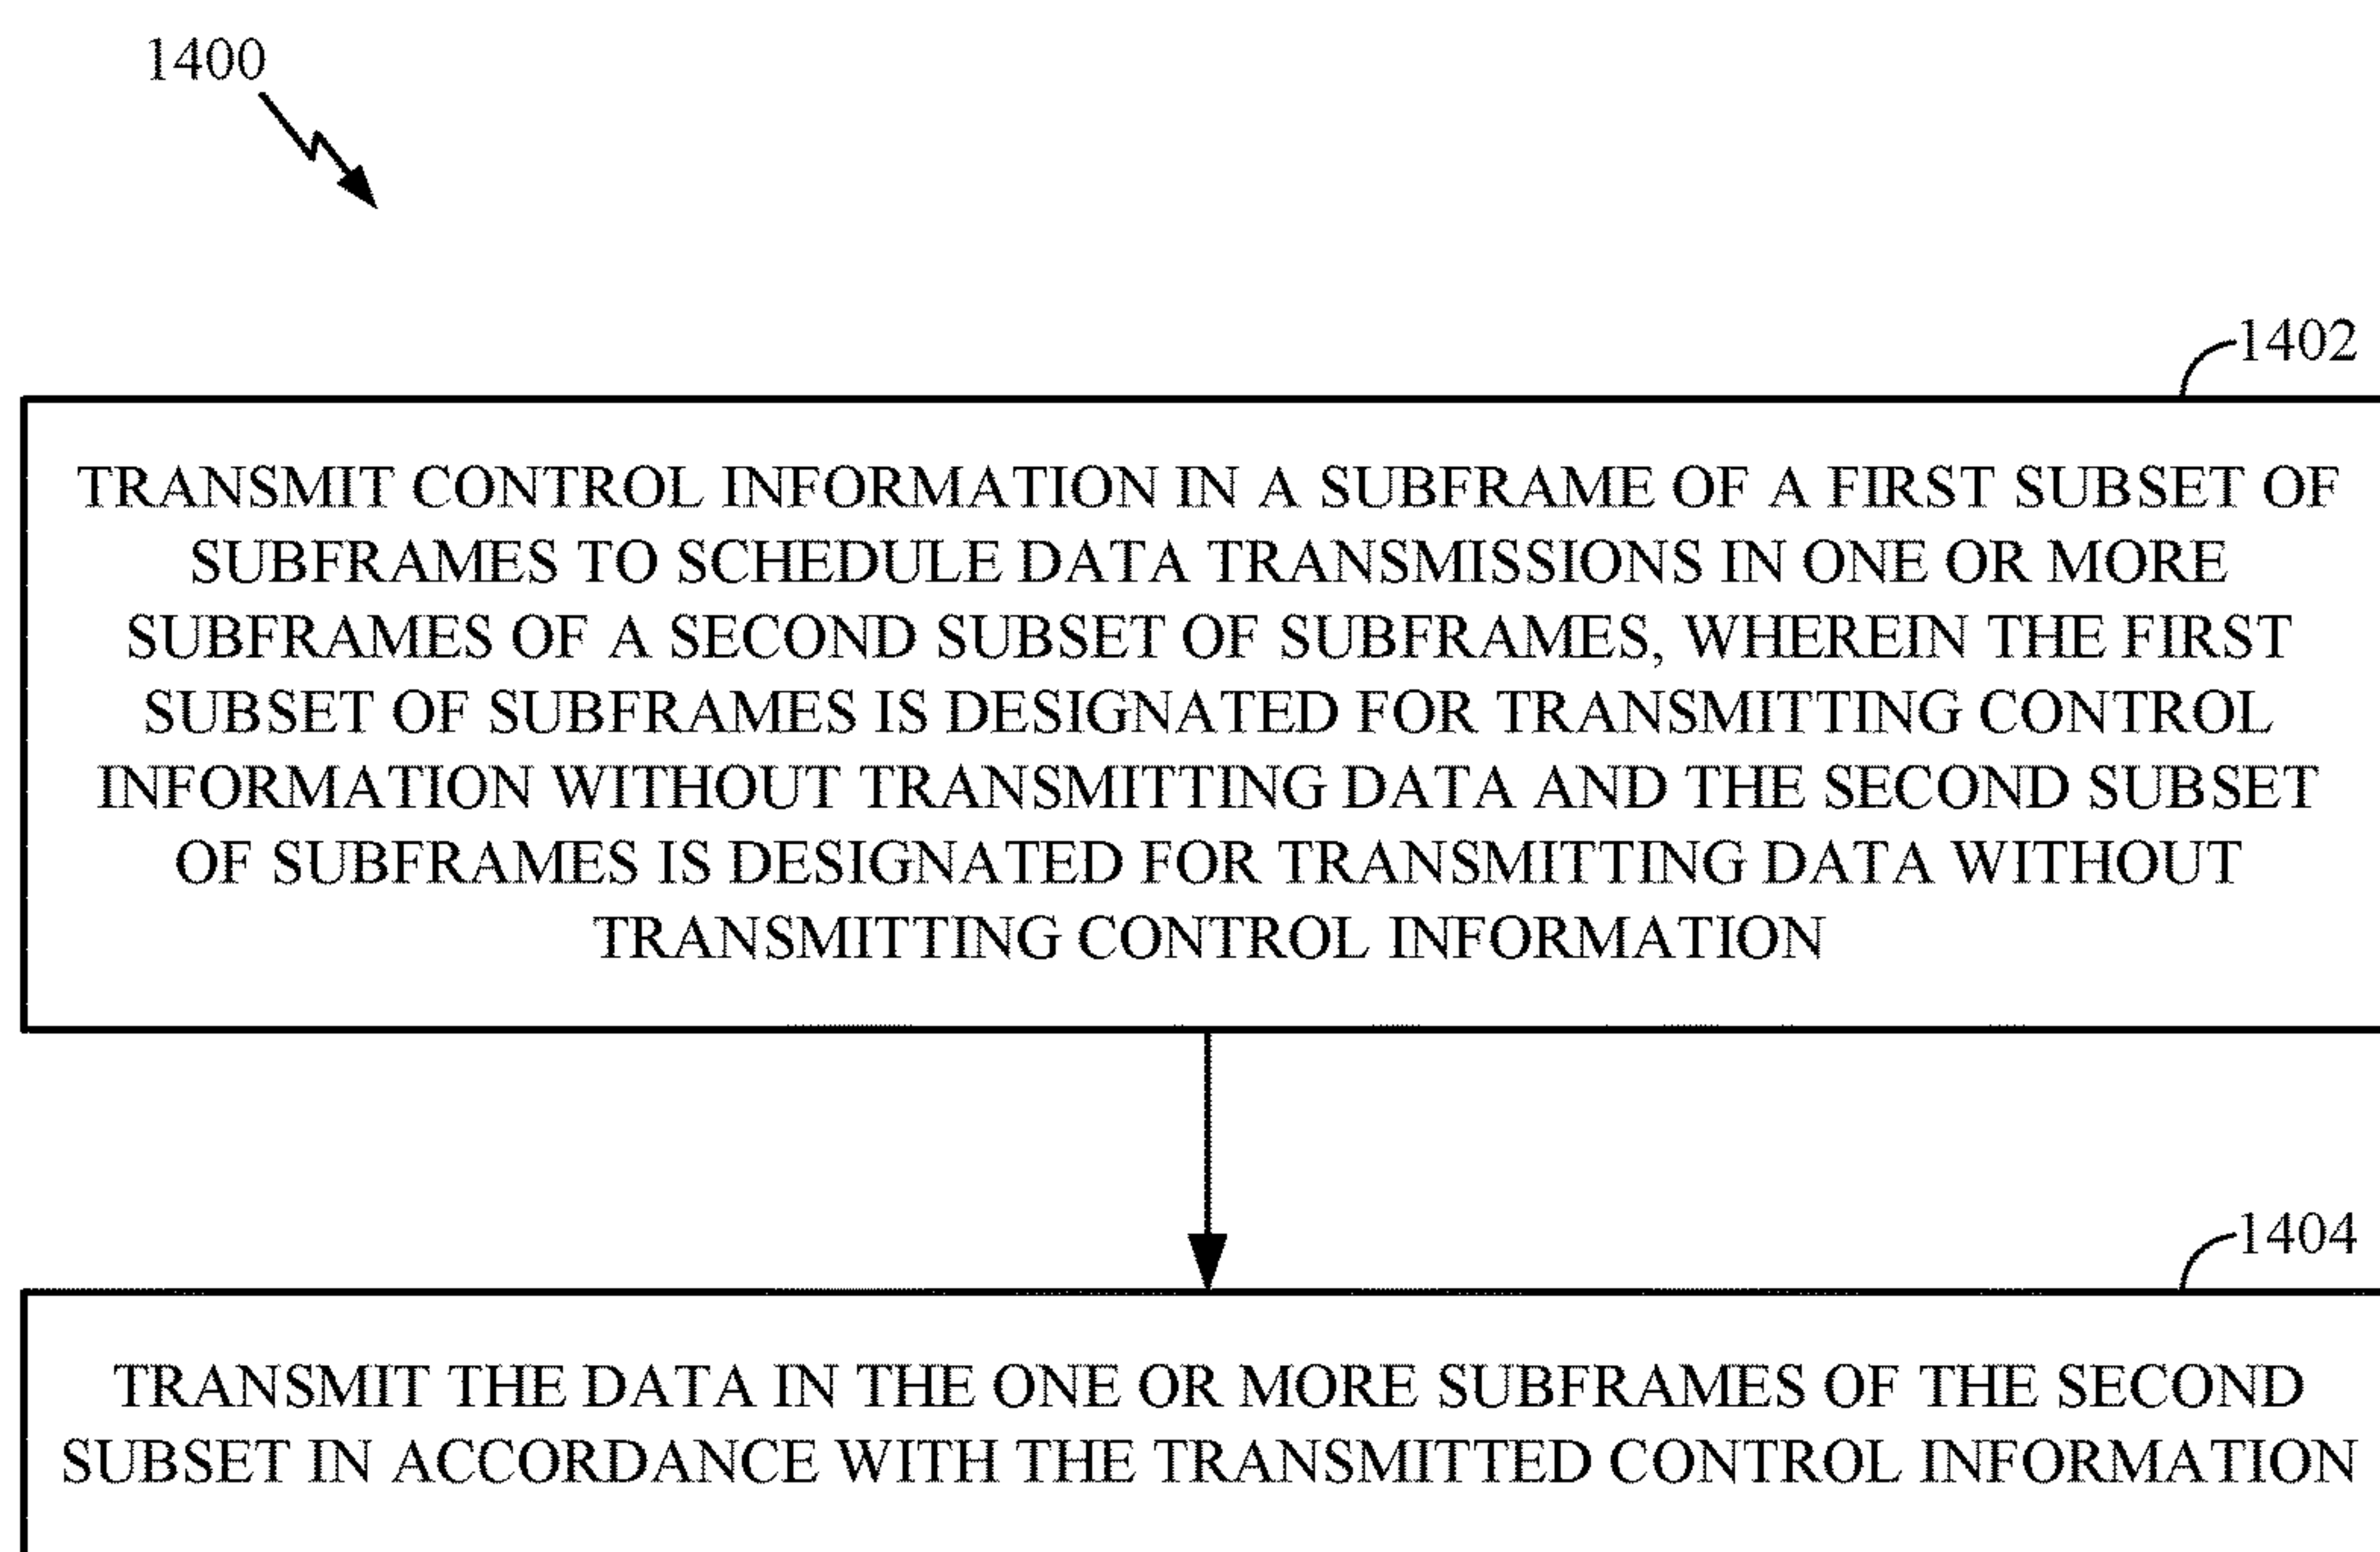 1400
1402
TRANSMIT CONTROL INFORMATION IN A SUBFRAME OF A FIRST SUBSET OF
SUBFRAMES TO SCHEDULE DATA TRANSMISSIONS IN ONE OR MORE
SUBFRAMES OF A SECOND SUBSET OF SUBFRAMES, WHEREIN THE FIRST
SUBSET OF SUBFRAMES IS DESIGNATED FOR TRANSMITTING CONTROL
INFORMATION WITHOUT TRANSMITTING DATA AND THE SECOND SUBSET
OF SUBFRAMES IS DESIGNATED FOR TRANSMITTING DATA WITHOUT
TRANSMITTING CONTROL INFORMATION
1404
TRANSMIT THE DATA IN THE ONE OR MORE SUBFRAMES OF THE SECOND
SUBSET IN ACCORDANCE WITH THE TRANSMITTED CONTROL INFORMATION